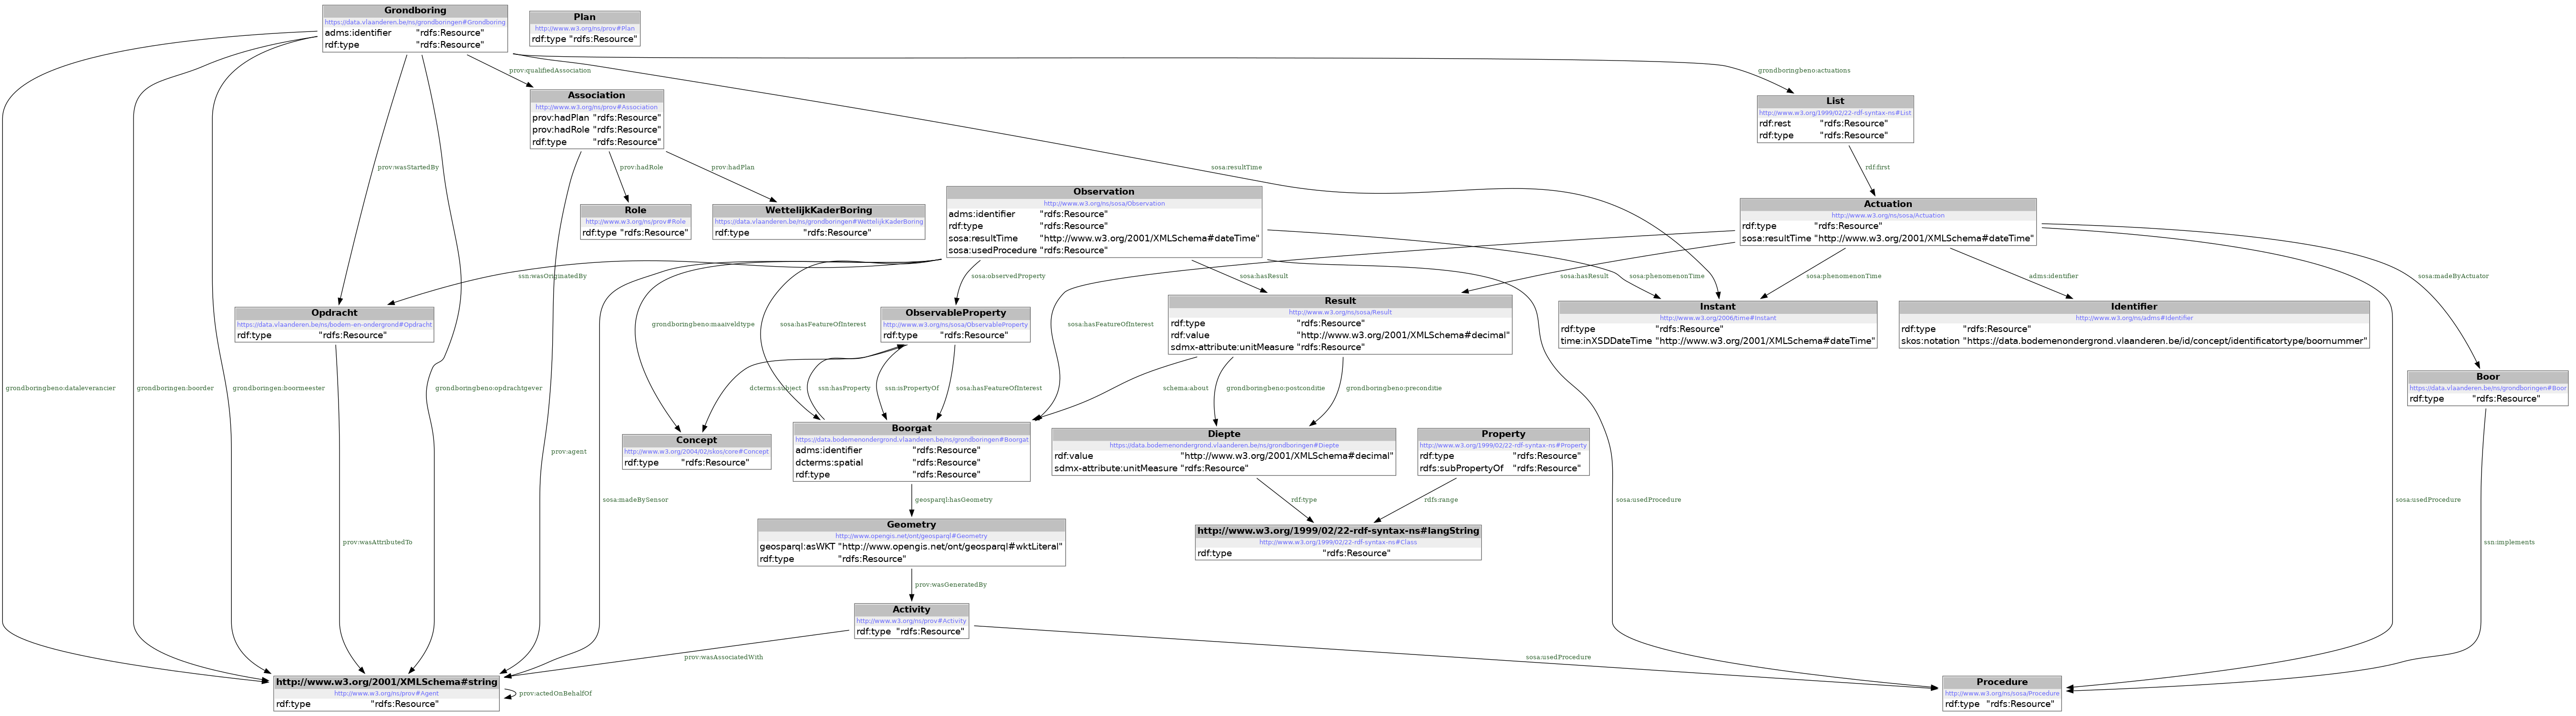 Grondboring
https://data.vlaanderen.be/ns/grondboringen#Grondboring
adms:identifier "rdfs:Resource"
rdf:type "rdfs:Resource"
Plan
http://www.w3.org/ns/prov#Plan
rdf:type "rdfs:Resource"
prov:qualifiedAssociation
grondboringbeno:actuations
Association
http://www.w3.org/ns/prov#Association
prov:hadPlan "rdfs:Resource"
prov:hadRole "rdfs:Resource"
rdf:type "rdfs:Resource"
List
http://www.w3.org/1999/02/22-rdf-syntax-ns#List
rdf:rest "rdfs:Resource"
rdf:type "rdfs:Resource"
prov:wasStartedBy
prov:hadRole
prov:hadPlan
sosa:resultTime
rdf:first
Role
http://www.w3.org/ns/prov#Role
rdf:type "rdfs:Resource"
WettelijkKaderBoring
https://data.vlaanderen.be/ns/grondboringen#WettelijkKaderBoring
rdf:type "rdfs:Resource"
Observation
http://www.w3.org/ns/sosa/Observation
adms:identifier "rdfs:Resource"
rdf:type "rdfs:Resource"
sosa:resultTime "http://www.w3.org/2001/XMLSchema#dateTime"
sosa:usedProcedure "rdfs:Resource"
Actuation
http://www.w3.org/ns/sosa/Actuation
rdf:type "rdfs:Resource"
sosa:resultTime "http://www.w3.org/2001/XMLSchema#dateTime"
ssn:wasOriginatedBy
sosa:observedProperty
sosa:hasResult
sosa:hasResult
sosa:phenomenonTime
sosa:phenomenonTime
adms:identifier
sosa:madeByActuator
Opdracht
https://data.vlaanderen.be/ns/bodem-en-ondergrond#Opdracht
rdf:type "rdfs:Resource"
grondboringbeno:maaiveldtype
sosa:hasFeatureOfInterest
ObservableProperty
http://www.w3.org/ns/sosa/ObservableProperty
rdf:type "rdfs:Resource"
sosa:hasFeatureOfInterest
Result
http://www.w3.org/ns/sosa/Result
rdf:type "rdfs:Resource"
rdf:value "http://www.w3.org/2001/XMLSchema#decimal"
sdmx-attribute:unitMeasure "rdfs:Resource"
Instant
http://www.w3.org/2006/time#Instant
rdf:type "rdfs:Resource"
time:inXSDDateTime "http://www.w3.org/2001/XMLSchema#dateTime"
Identifier
http://www.w3.org/ns/adms#Identifier
rdf:type "rdfs:Resource"
skos:notation "https://data.bodemenondergrond.vlaanderen.be/id/concept/identificatortype/boornummer"
grondboringbeno:dataleverancier
grondboringen:boorder
grondboringen:boormeester
grondboringbeno:opdrachtgever
dcterms:subject
ssn:hasProperty
ssn:isPropertyOf
sosa:hasFeatureOfInterest
schema:about
grondboringbeno:postconditie
grondboringbeno:preconditie
Boor
https://data.vlaanderen.be/ns/grondboringen#Boor
rdf:type "rdfs:Resource"
prov:agent
Concept
http://www.w3.org/2004/02/skos/core#Concept
rdf:type "rdfs:Resource"
Boorgat
https://data.bodemenondergrond.vlaanderen.be/ns/grondboringen#Boorgat
adms:identifier "rdfs:Resource"
dcterms:spatial "rdfs:Resource"
rdf:type "rdfs:Resource"
Diepte
https://data.bodemenondergrond.vlaanderen.be/ns/grondboringen#Diepte
rdf:value "http://www.w3.org/2001/XMLSchema#decimal"
sdmx-attribute:unitMeasure "rdfs:Resource"
Property
http://www.w3.org/1999/02/22-rdf-syntax-ns#Property
rdf:type "rdfs:Resource"
rdfs:subPropertyOf "rdfs:Resource"
sosa:madeBySensor
geosparql:hasGeometry
rdf:type
rdfs:range
sosa:usedProcedure
sosa:usedProcedure
prov:wasAttributedTo
Geometry
http://www.opengis.net/ont/geosparql#Geometry
geosparql:asWKT "http://www.opengis.net/ont/geosparql#wktLiteral"
rdf:type "rdfs:Resource"
http://www.w3.org/1999/02/22-rdf-syntax-ns#langString
http://www.w3.org/1999/02/22-rdf-syntax-ns#Class
rdf:type "rdfs:Resource"
ssn:implements
prov:wasGeneratedBy
Activity
http://www.w3.org/ns/prov#Activity
rdf:type "rdfs:Resource"
prov:wasAssociatedWith
sosa:usedProcedure
http://www.w3.org/2001/XMLSchema#string
http://www.w3.org/ns/prov#Agent
rdf:type "rdfs:Resource"
prov:actedOnBehalfOf
Procedure
http://www.w3.org/ns/sosa/Procedure
rdf:type "rdfs:Resource"